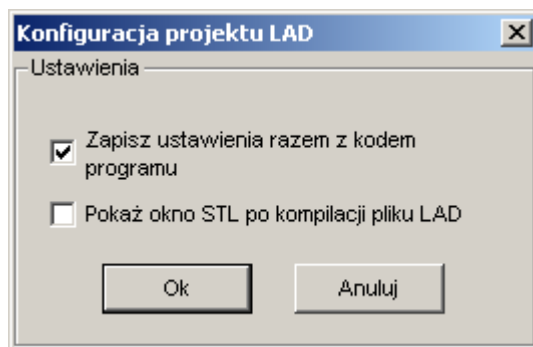 Konfiguracja projektu LAD
Ustawienia
Zapisz ustawienia razem z kodem
programu
Pokaż okno STL po kompilacji pliku LAD
Ok
Anuluj